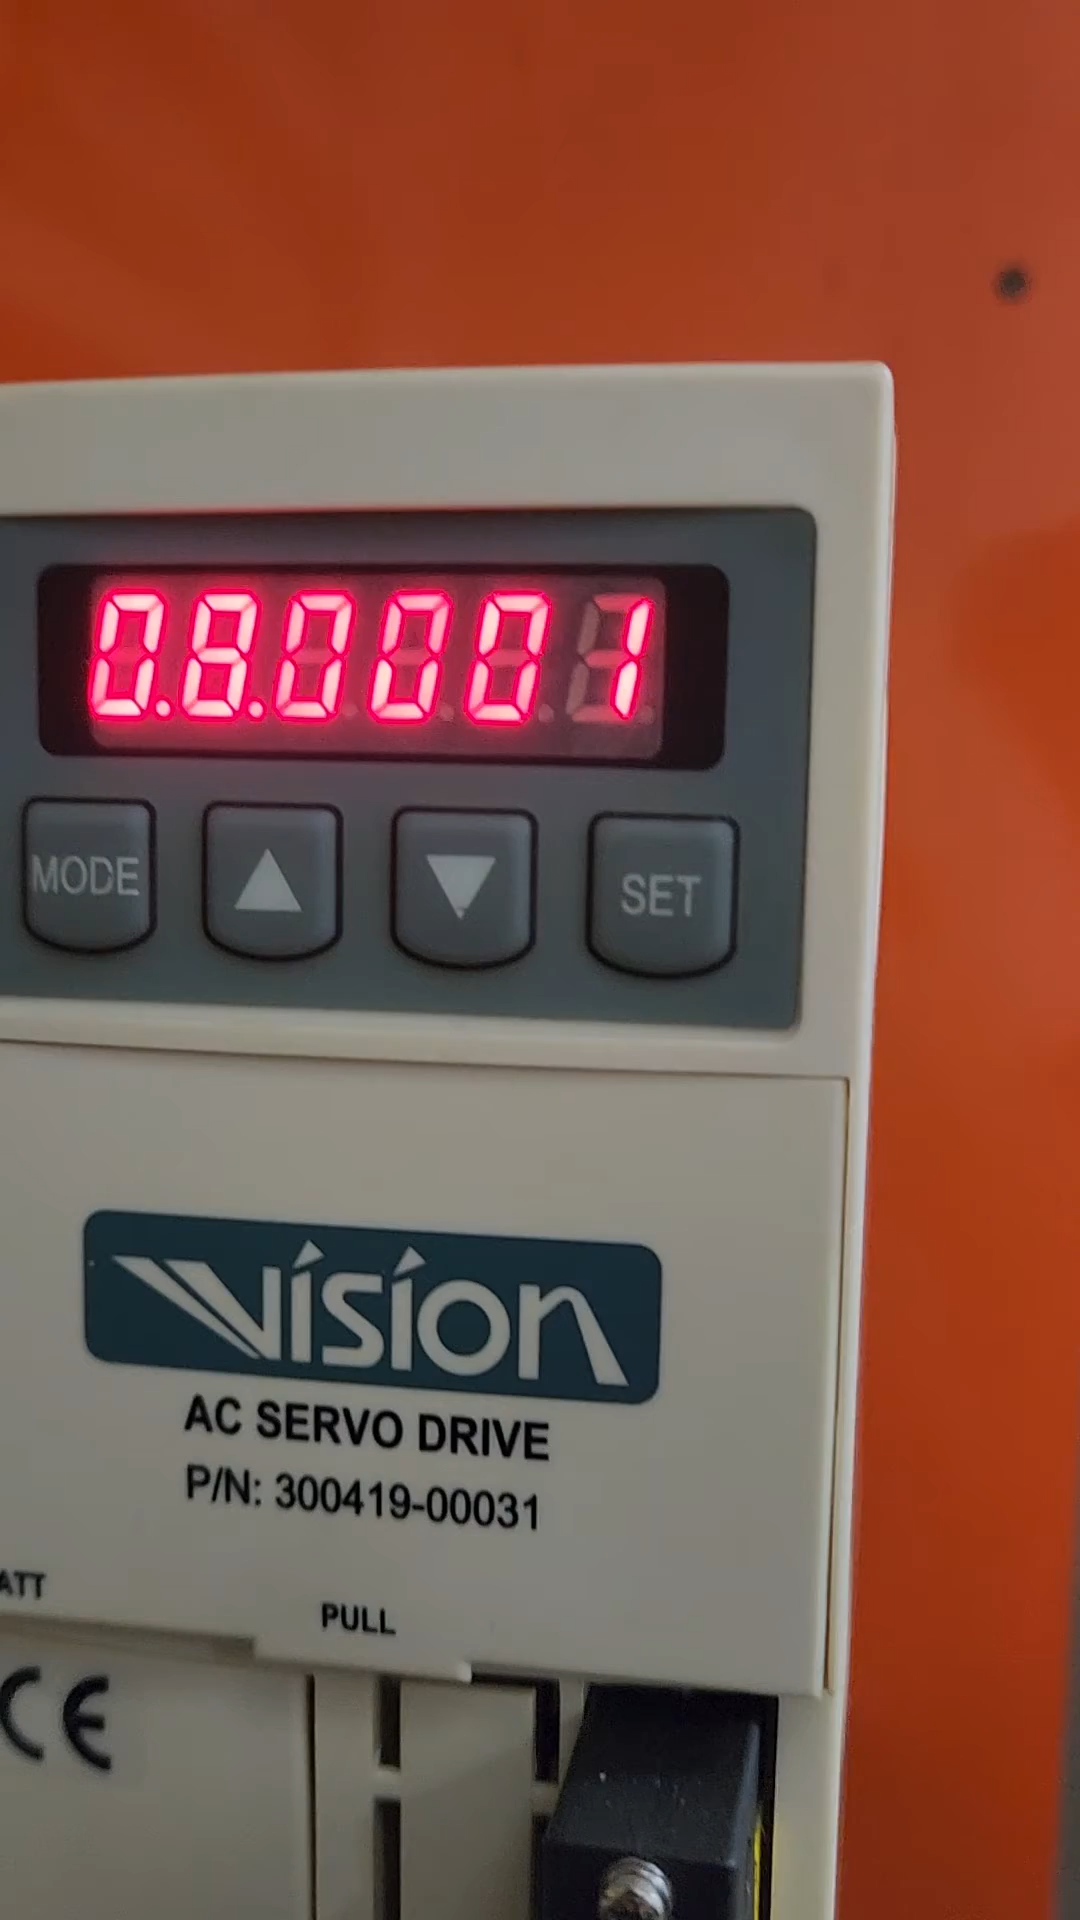 0.8.0001
MODE ▲ ▼ SET
Vision
AC SERVO DRIVE
P/N: 300419-00031
ATT
PULL
CE